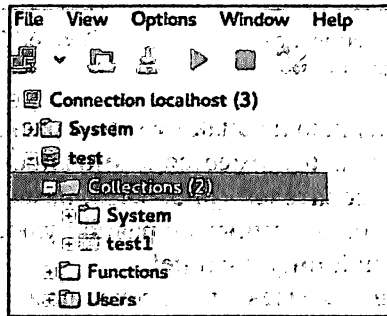 File View Options Window Help
Connection localhost (3)
System
test
Collections (2)
System
test1
Functions
Users